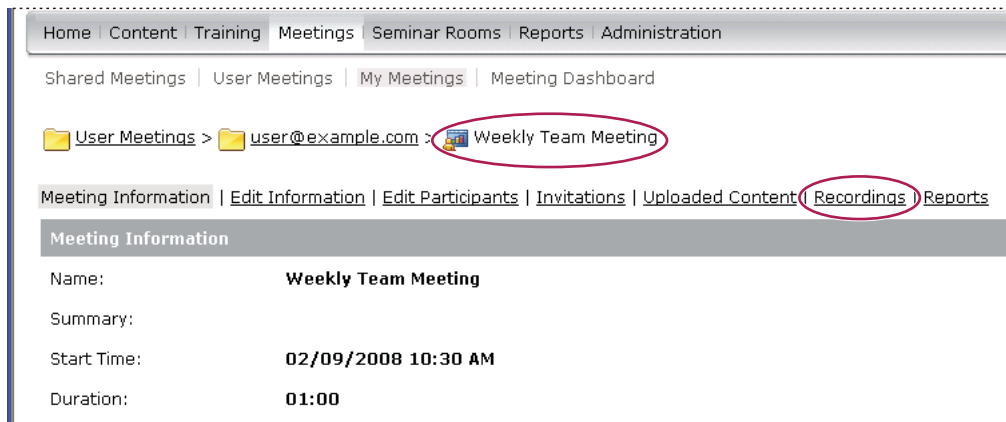 Home | Content | Training | Meetings | Seminar Rooms | Reports | Administration
Shared Meetings | User Meetings | My Meetings | Meeting Dashboard
User Meetings > user@example.com > Weekly Team Meeting
Meeting Information | Edit Information | Edit Participants | Invitations | Uploaded Content | Recordings | Reports
Meeting Information
Name: Weekly Team Meeting
Summary:
Start Time: 02/09/2008 10:30 AM
Duration: 01:00